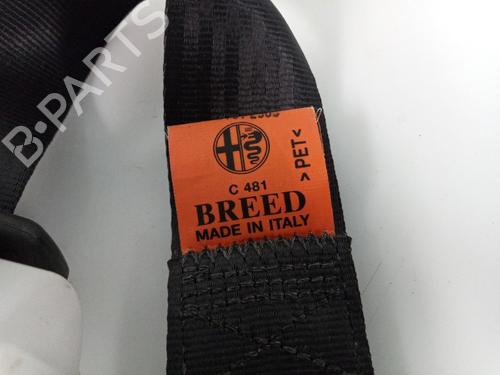 B-PARTS
C 481
BREED
MADE IN ITALY
>PET<